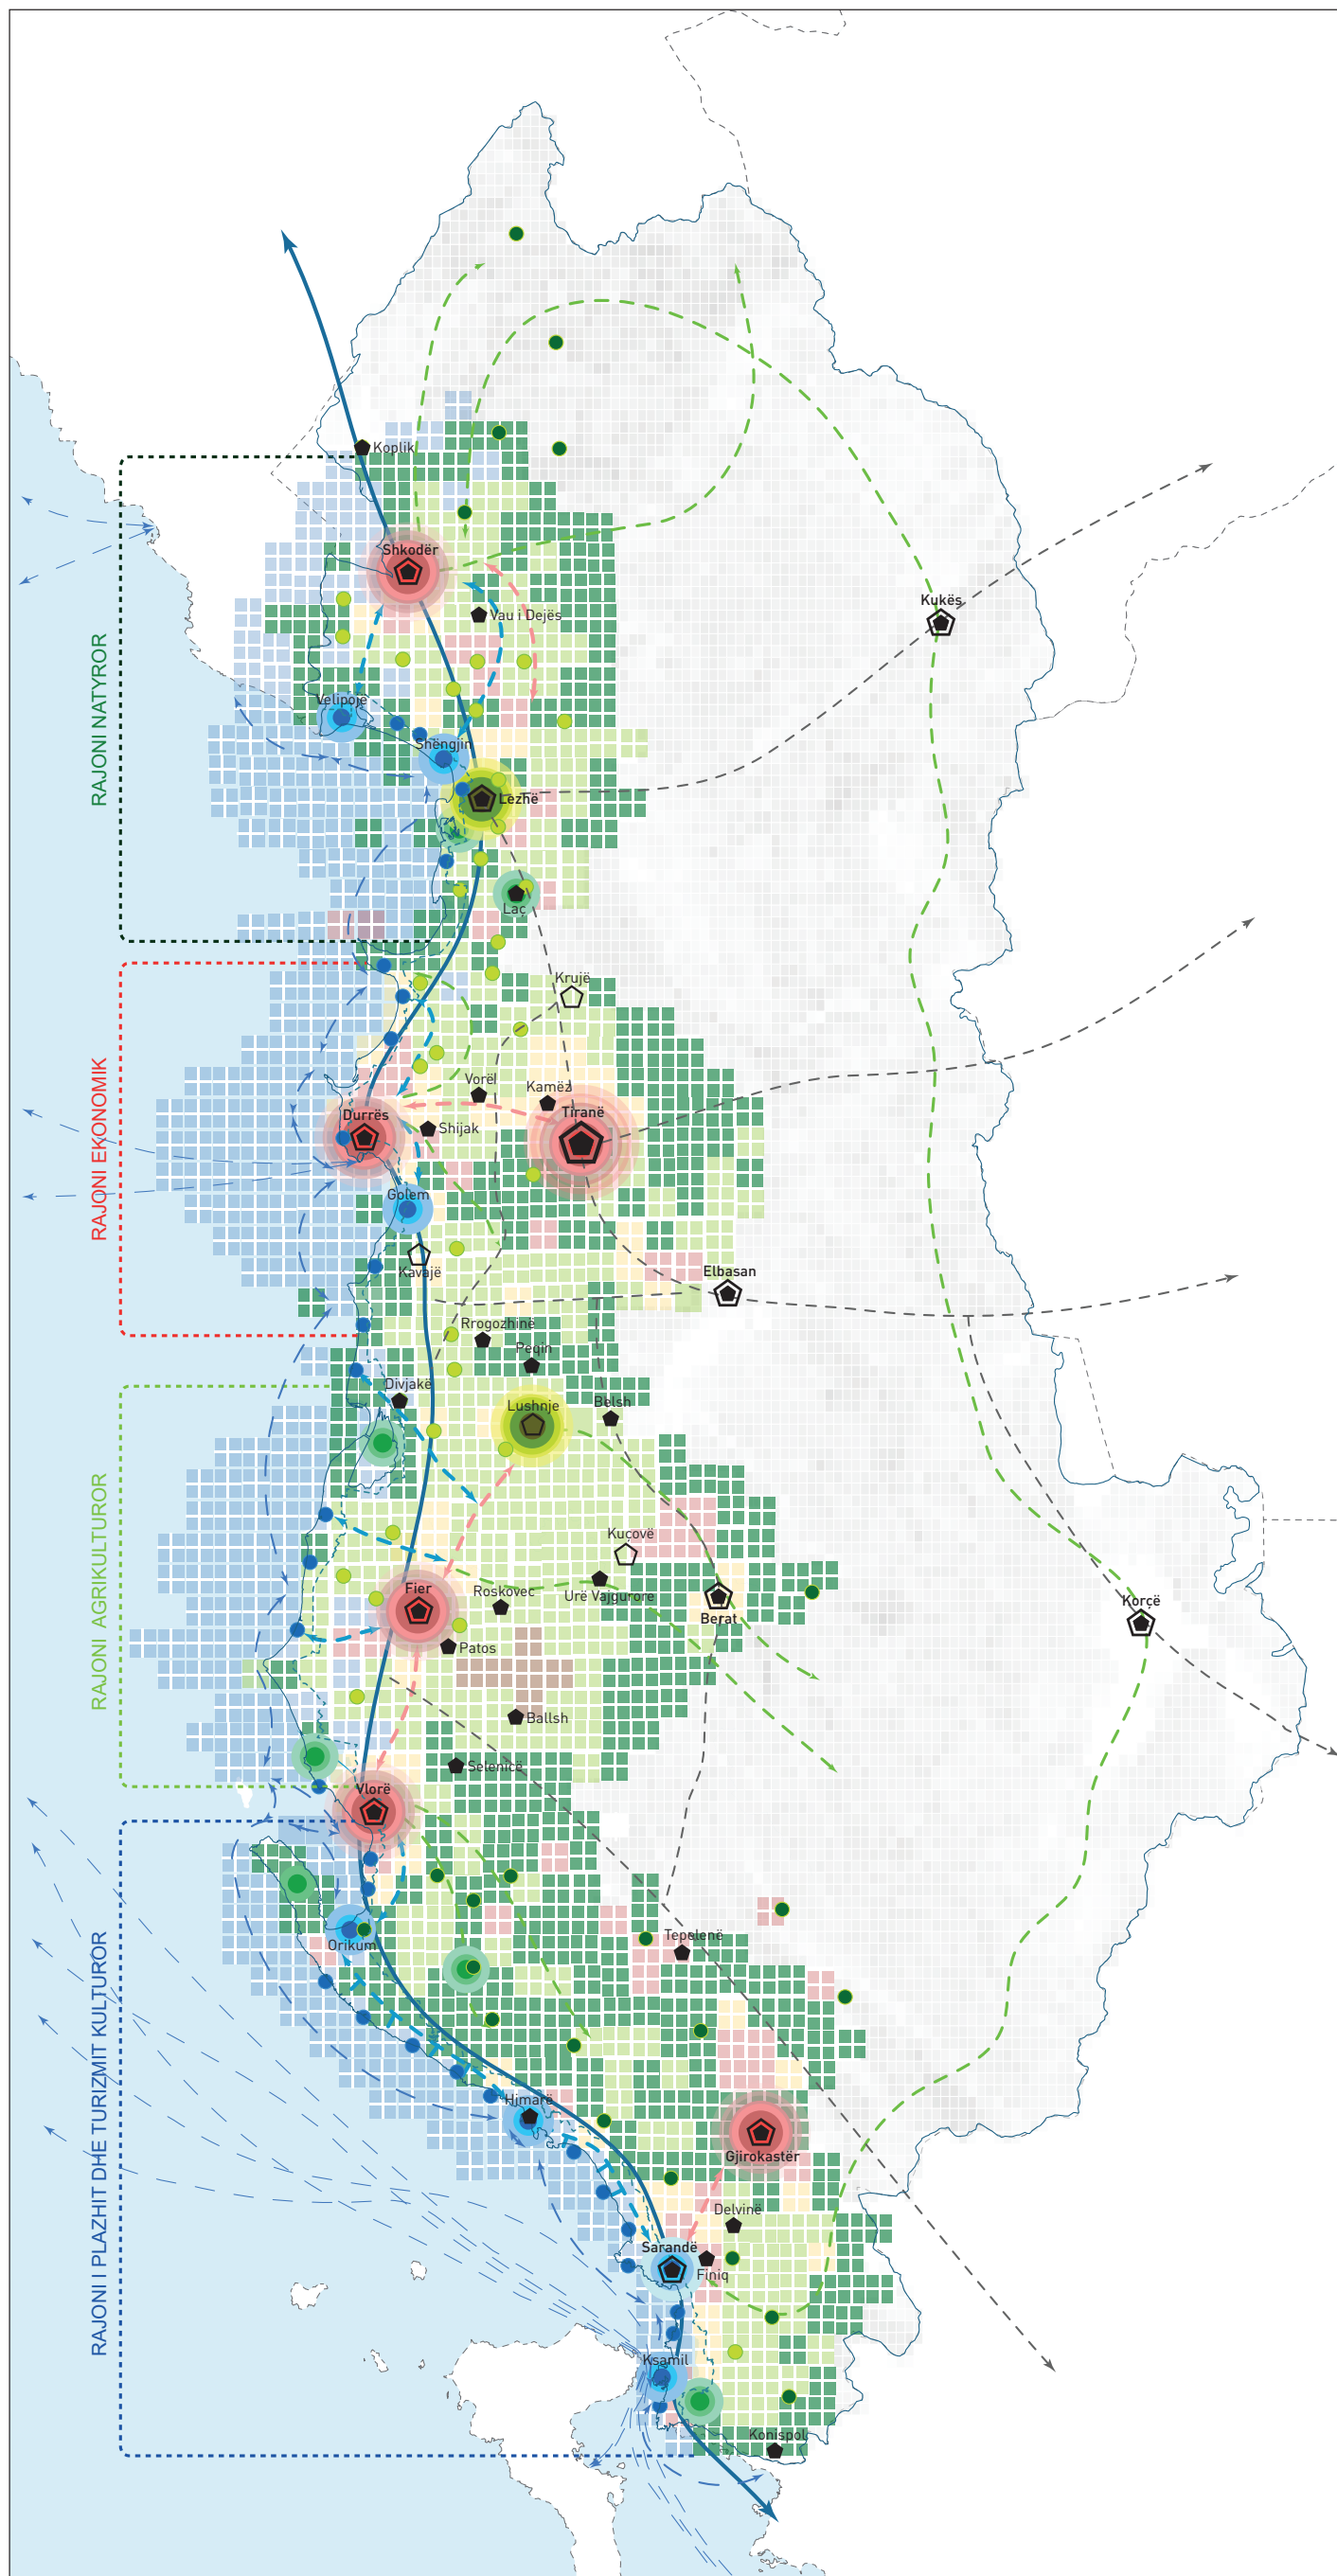 Koplik
Shkodër
Vau i Dejës
Kukës
RAJONI NATYROR
Velipojë
Shëngjin
Lezhë
Laç
Krujë
Vorë
Kamëz
Durrës
Tiranë
Shijak
RAJONI EKONOMIK
Golem
Kavajë
Elbasan
Rrogozhinë
Peqin
Divjakë
Lushnje
Belsh
RAJONI AGRIKULTUROR
Kuçovë
Fier
Roskovec
Urë Vajgurore
Berat
Korçë
Patos
Ballsh
Selenicë
Vlorë
Tepelenë
Orikum
RAJONI I PLAZHIT DHE TURIZMIT KULTUROR
Himarë
Gjirokastër
Delvinë
Sarandë
Finiq
Ksamil
Konispol